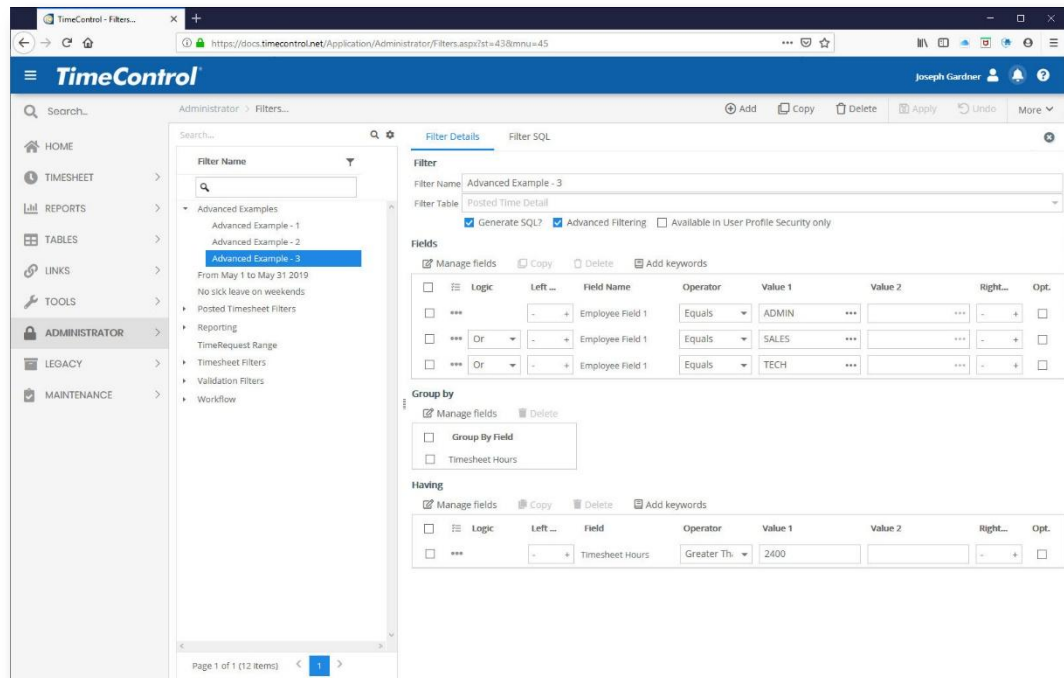 TimeControl - Filters...
https://docs.timecontrol.net/Application/Administrator/Filters.aspx?st=43&mnu=45
TimeControl
Joseph Gardner
Search...
Administrator > Filters...
Add Copy Delete Apply Undo More
HOME
TIMESHEET
REPORTS
TABLES
LINKS
TOOLS
ADMINISTRATOR
LEGACY
MAINTENANCE
Search...
Filter Name
Advanced Examples
Advanced Example - 1
Advanced Example - 2
Advanced Example - 3
From May 1 to May 31 2019
No sick leave on weekends
Posted Timesheet Filters
Reporting
TimeRequest Range
Timesheet Filters
Validation Filters
Workflow
Page 1 of 1 (12 items) < 1 >
Filter Details Filter SQL
Filter
Filter Name Advanced Example - 3
Filter Table Posted Time Detail
Generate SQL? Advanced Filtering Available in User Profile Security only
Fields
Manage fields Copy Delete Add keywords
Logic Left ... Field Name Operator Value 1 Value 2 Right... Opt.
- + Employee Field 1 Equals ADMIN ... ... - +
Or - + Employee Field 1 Equals SALES ... ... - +
Or - + Employee Field 1 Equals TECH ... ... - +
Group by
Manage fields Delete
Group By Field
Timesheet Hours
Having
Manage fields Copy Delete Add keywords
Logic Left ... Field Operator Value 1 Value 2 Right... Opt.
- + Timesheet Hours Greater Th 2400 - +